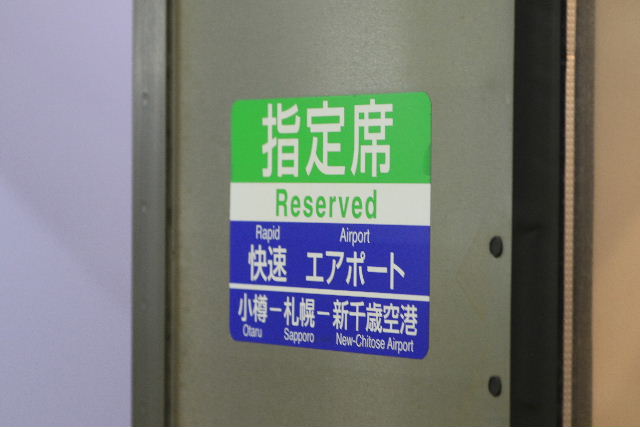 指定席
Reserved
Rapid Airport
快速 エアポート
小樽－札幌－新千歳空港
Otaru Sapporo New-Chitose Airport